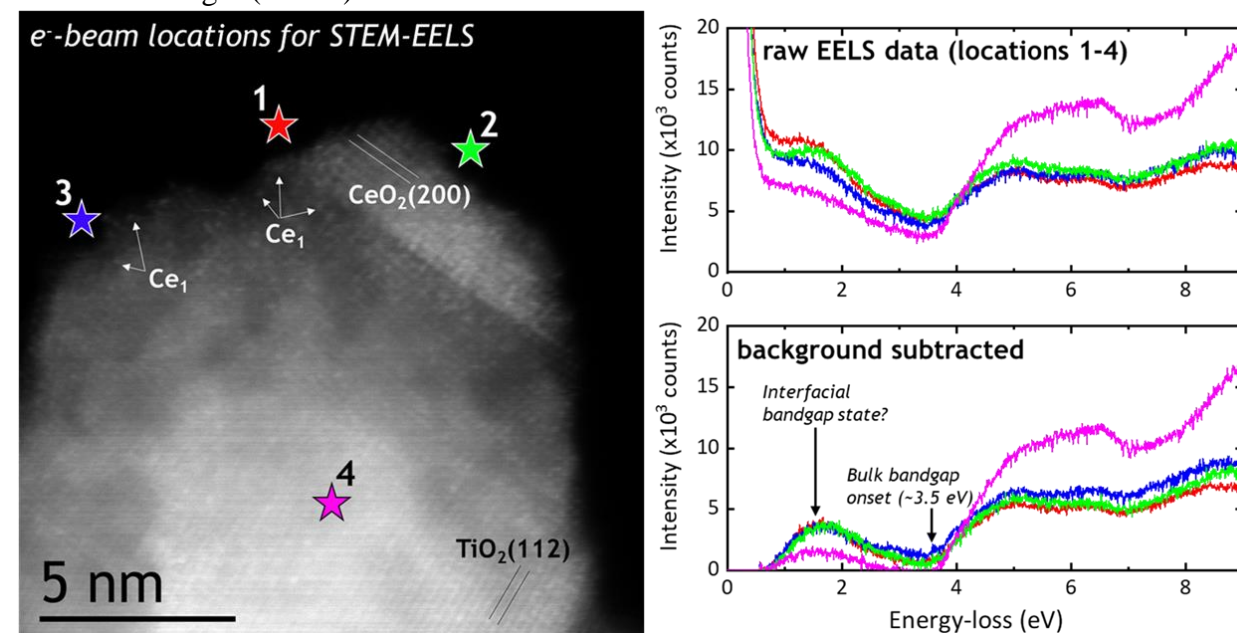 e⁻-beam locations for STEM-EELS
1
2
3
CeO₂(200)
Ce₁
Ce₁
4
TiO₂(112)
5 nm
raw EELS data (locations 1-4)
Intensity (x10³ counts)
20
15
10
5
0
0 2 4 6 8
background subtracted
Interfacial
bandgap state?
Bulk bandgap
onset (~3.5 eV)
Intensity (x10³ counts)
20
15
10
5
0
0 2 4 6 8
Energy-loss (eV)